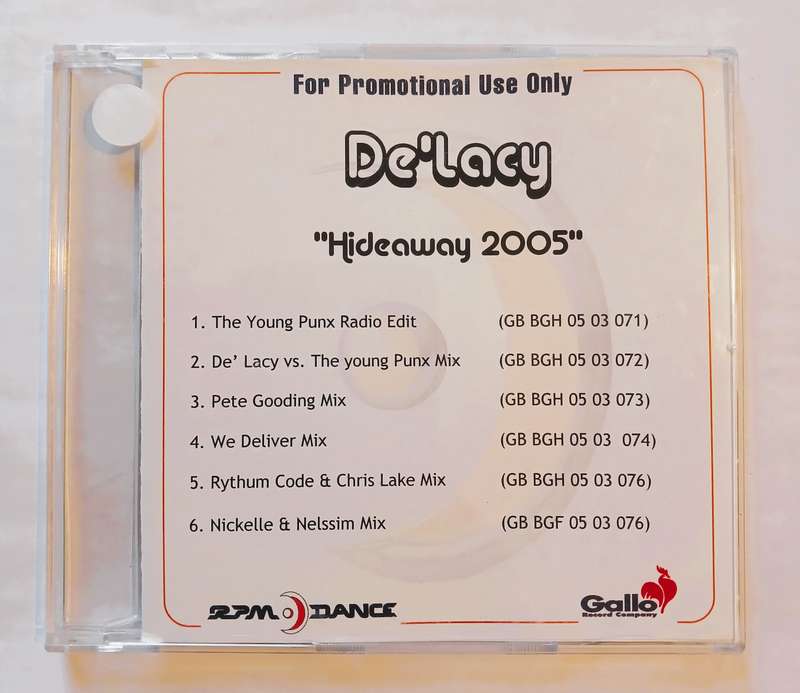 For Promotional Use Only
De'Lacy
"Hideaway 2005"
1. The Young Punx Radio Edit (GB BGH 05 03 071)
2. De' Lacy vs. The young Punx Mix (GB BGH 05 03 072)
3. Pete Gooding Mix (GB BGH 05 03 073)
4. We Deliver Mix (GB BGH 05 03 074)
5. Rythum Code & Chris Lake Mix (GB BGH 05 03 076)
6. Nickelle & Nelssim Mix (GB BGF 05 03 076)
RPM DANCE
Gallo
Record Company